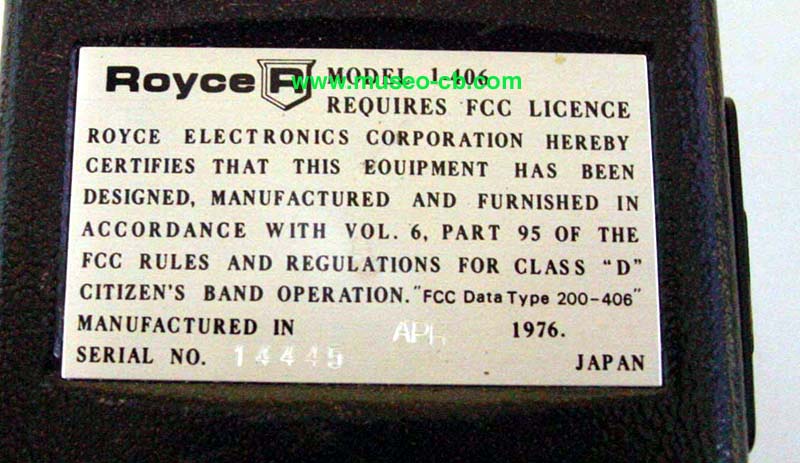 Royce R MODEL 1-406
www.museo-cb.com
REQUIRES FCC LICENCE
ROYCE ELECTRONICS CORPORATION HEREBY
CERTIFIES THAT THIS EQUIPMENT HAS BEEN
DESIGNED, MANUFACTURED AND FURNISHED IN
ACCORDANCE WITH VOL. 6, PART 95 OF THE
FCC RULES AND REGULATIONS FOR CLASS "D"
CITIZEN'S BAND OPERATION. "FCC Data Type 200-406"
MANUFACTURED IN APR 1976.
SERIAL NO. 14445 JAPAN